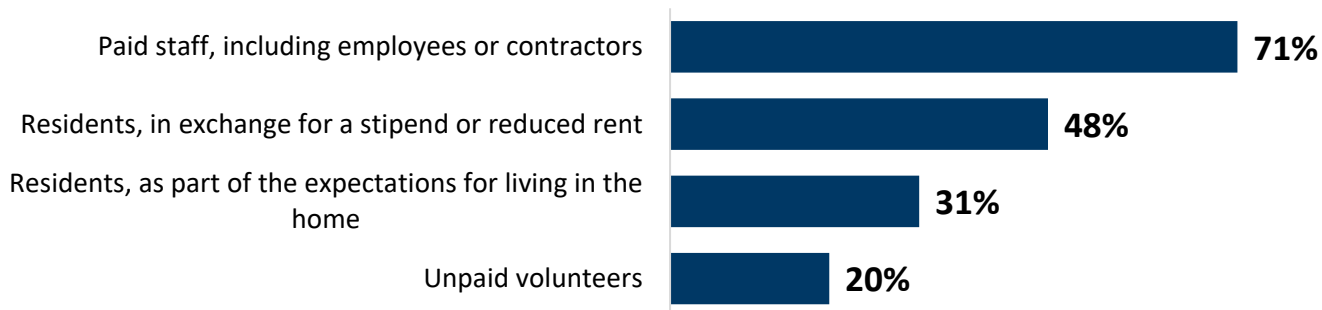 Paid staff, including employees or contractors
71%
Residents, in exchange for a stipend or reduced rent
48%
Residents, as part of the expectations for living in the
home
31%
Unpaid volunteers
20%